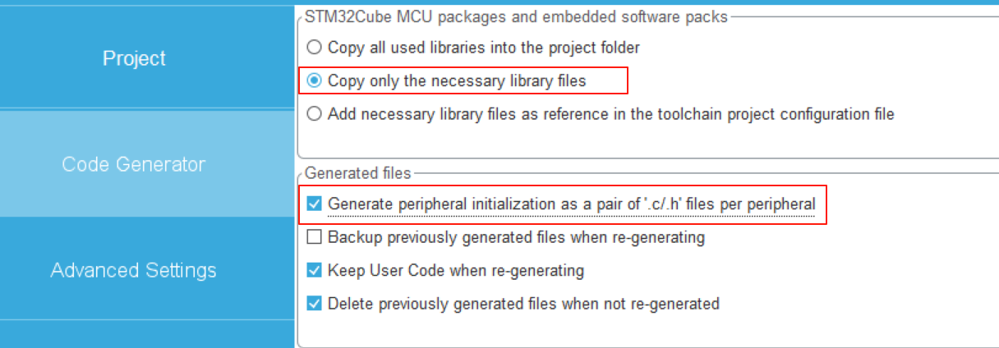 Project
Code Generator
Advanced Settings
STM32Cube MCU packages and embedded software packs
Copy all used libraries into the project folder
Copy only the necessary library files
Add necessary library files as reference in the toolchain project configuration file
Generated files
Generate peripheral initialization as a pair of '.c/.h' files per peripheral
Backup previously generated files when re-generating
Keep User Code when re-generating
Delete previously generated files when not re-generated